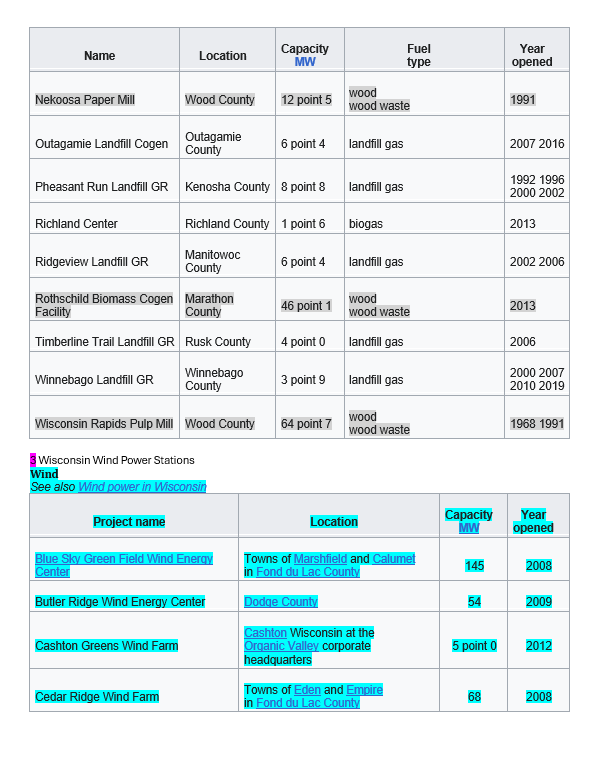 Name Location Capacity MW Fuel type Year opened
Nekoosa Paper Mill Wood County 12 point 5 wood wood waste 1991
Outagamie Landfill Cogen Outagamie County 6 point 4 landfill gas 2007 2016
Pheasant Run Landfill GR Kenosha County 8 point 8 landfill gas 1992 1996 2000 2002
Richland Center Richland County 1 point 6 biogas 2013
Ridgeview Landfill GR Manitowoc County 6 point 4 landfill gas 2002 2006
Rothschild Biomass Cogen Facility Marathon County 46 point 1 wood wood waste 2013
Timberline Trail Landfill GR Rusk County 4 point 0 landfill gas 2006
Winnebago Landfill GR Winnebago County 3 point 9 landfill gas 2000 2007 2010 2019
Wisconsin Rapids Pulp Mill Wood County 64 point 7 wood wood waste 1968 1991
3 Wisconsin Wind Power Stations
Wind
See also Wind power in Wisconsin
Project name Location Capacity MW Year opened
Blue Sky Green Field Wind Energy Center Towns of Marshfield and Calumet in Fond du Lac County 145 2008
Butler Ridge Wind Energy Center Dodge County 54 2009
Cashton Greens Wind Farm Cashton Wisconsin at the Organic Valley corporate headquarters 5 point 0 2012
Cedar Ridge Wind Farm Towns of Eden and Empire in Fond du Lac County 68 2008